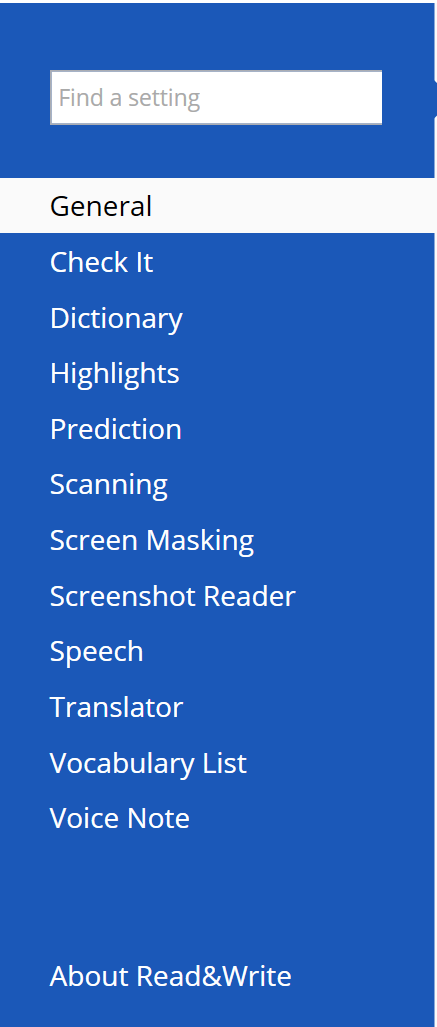 Find a setting
General
Check It
Dictionary
Highlights
Prediction
Scanning
Screen Masking
Screenshot Reader
Speech
Translator
Vocabulary List
Voice Note
About Read&Write